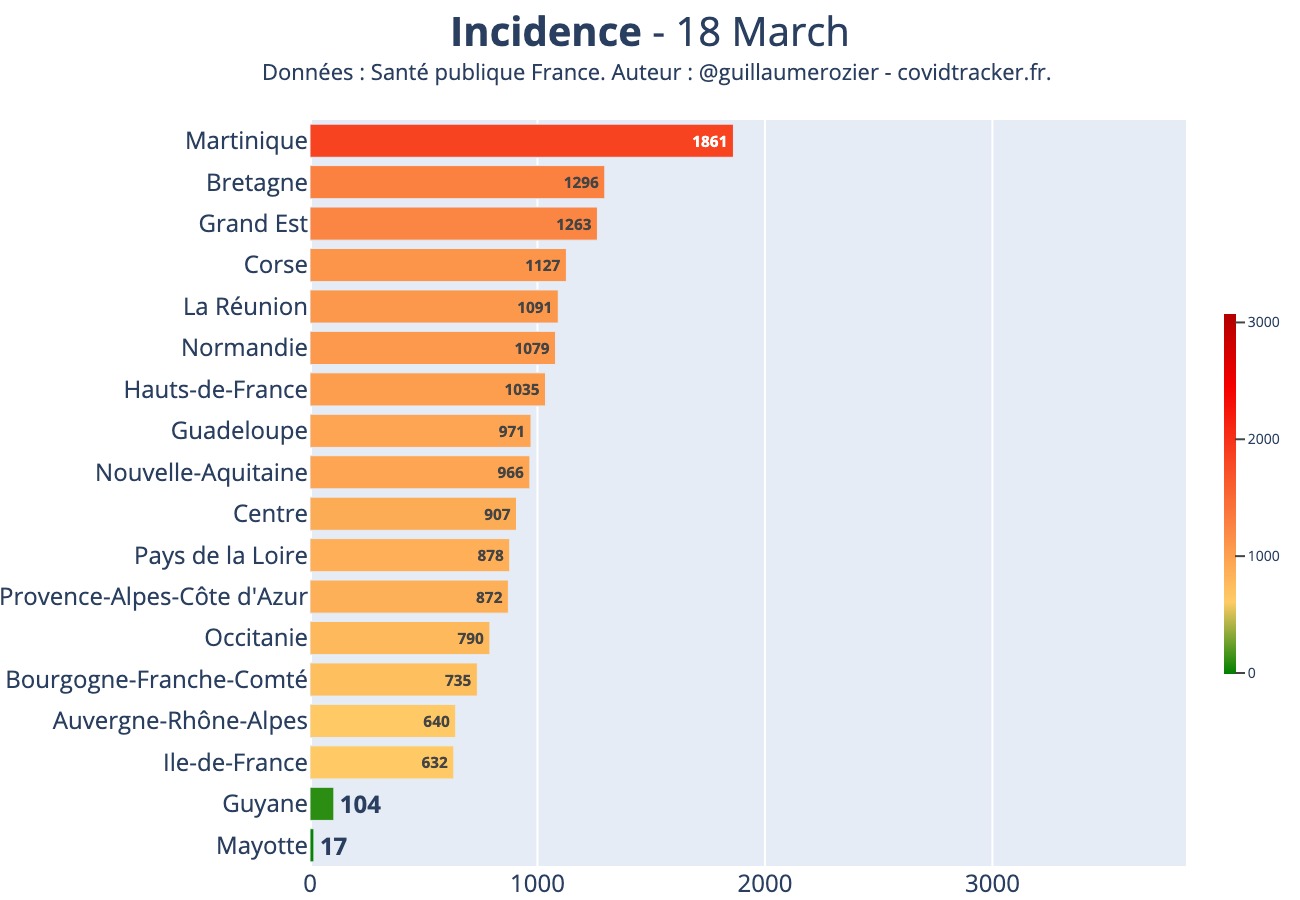 Incidence - 18 March
Données : Santé publique France. Auteur : @guillaumerozier - covidtracker.fr.
Martinique 1861
Bretagne 1296
Grand Est 1263
Corse 1127
La Réunion 1091
Normandie 1079
Hauts-de-France 1035
Guadeloupe 971
Nouvelle-Aquitaine 966
Centre 907
Pays de la Loire 878
Provence-Alpes-Côte d'Azur 872
Occitanie 790
Bourgogne-Franche-Comté 735
Auvergne-Rhône-Alpes 640
Ile-de-France 632
Guyane 104
Mayotte 17
0 1000 2000 3000
3000
2000
1000
0